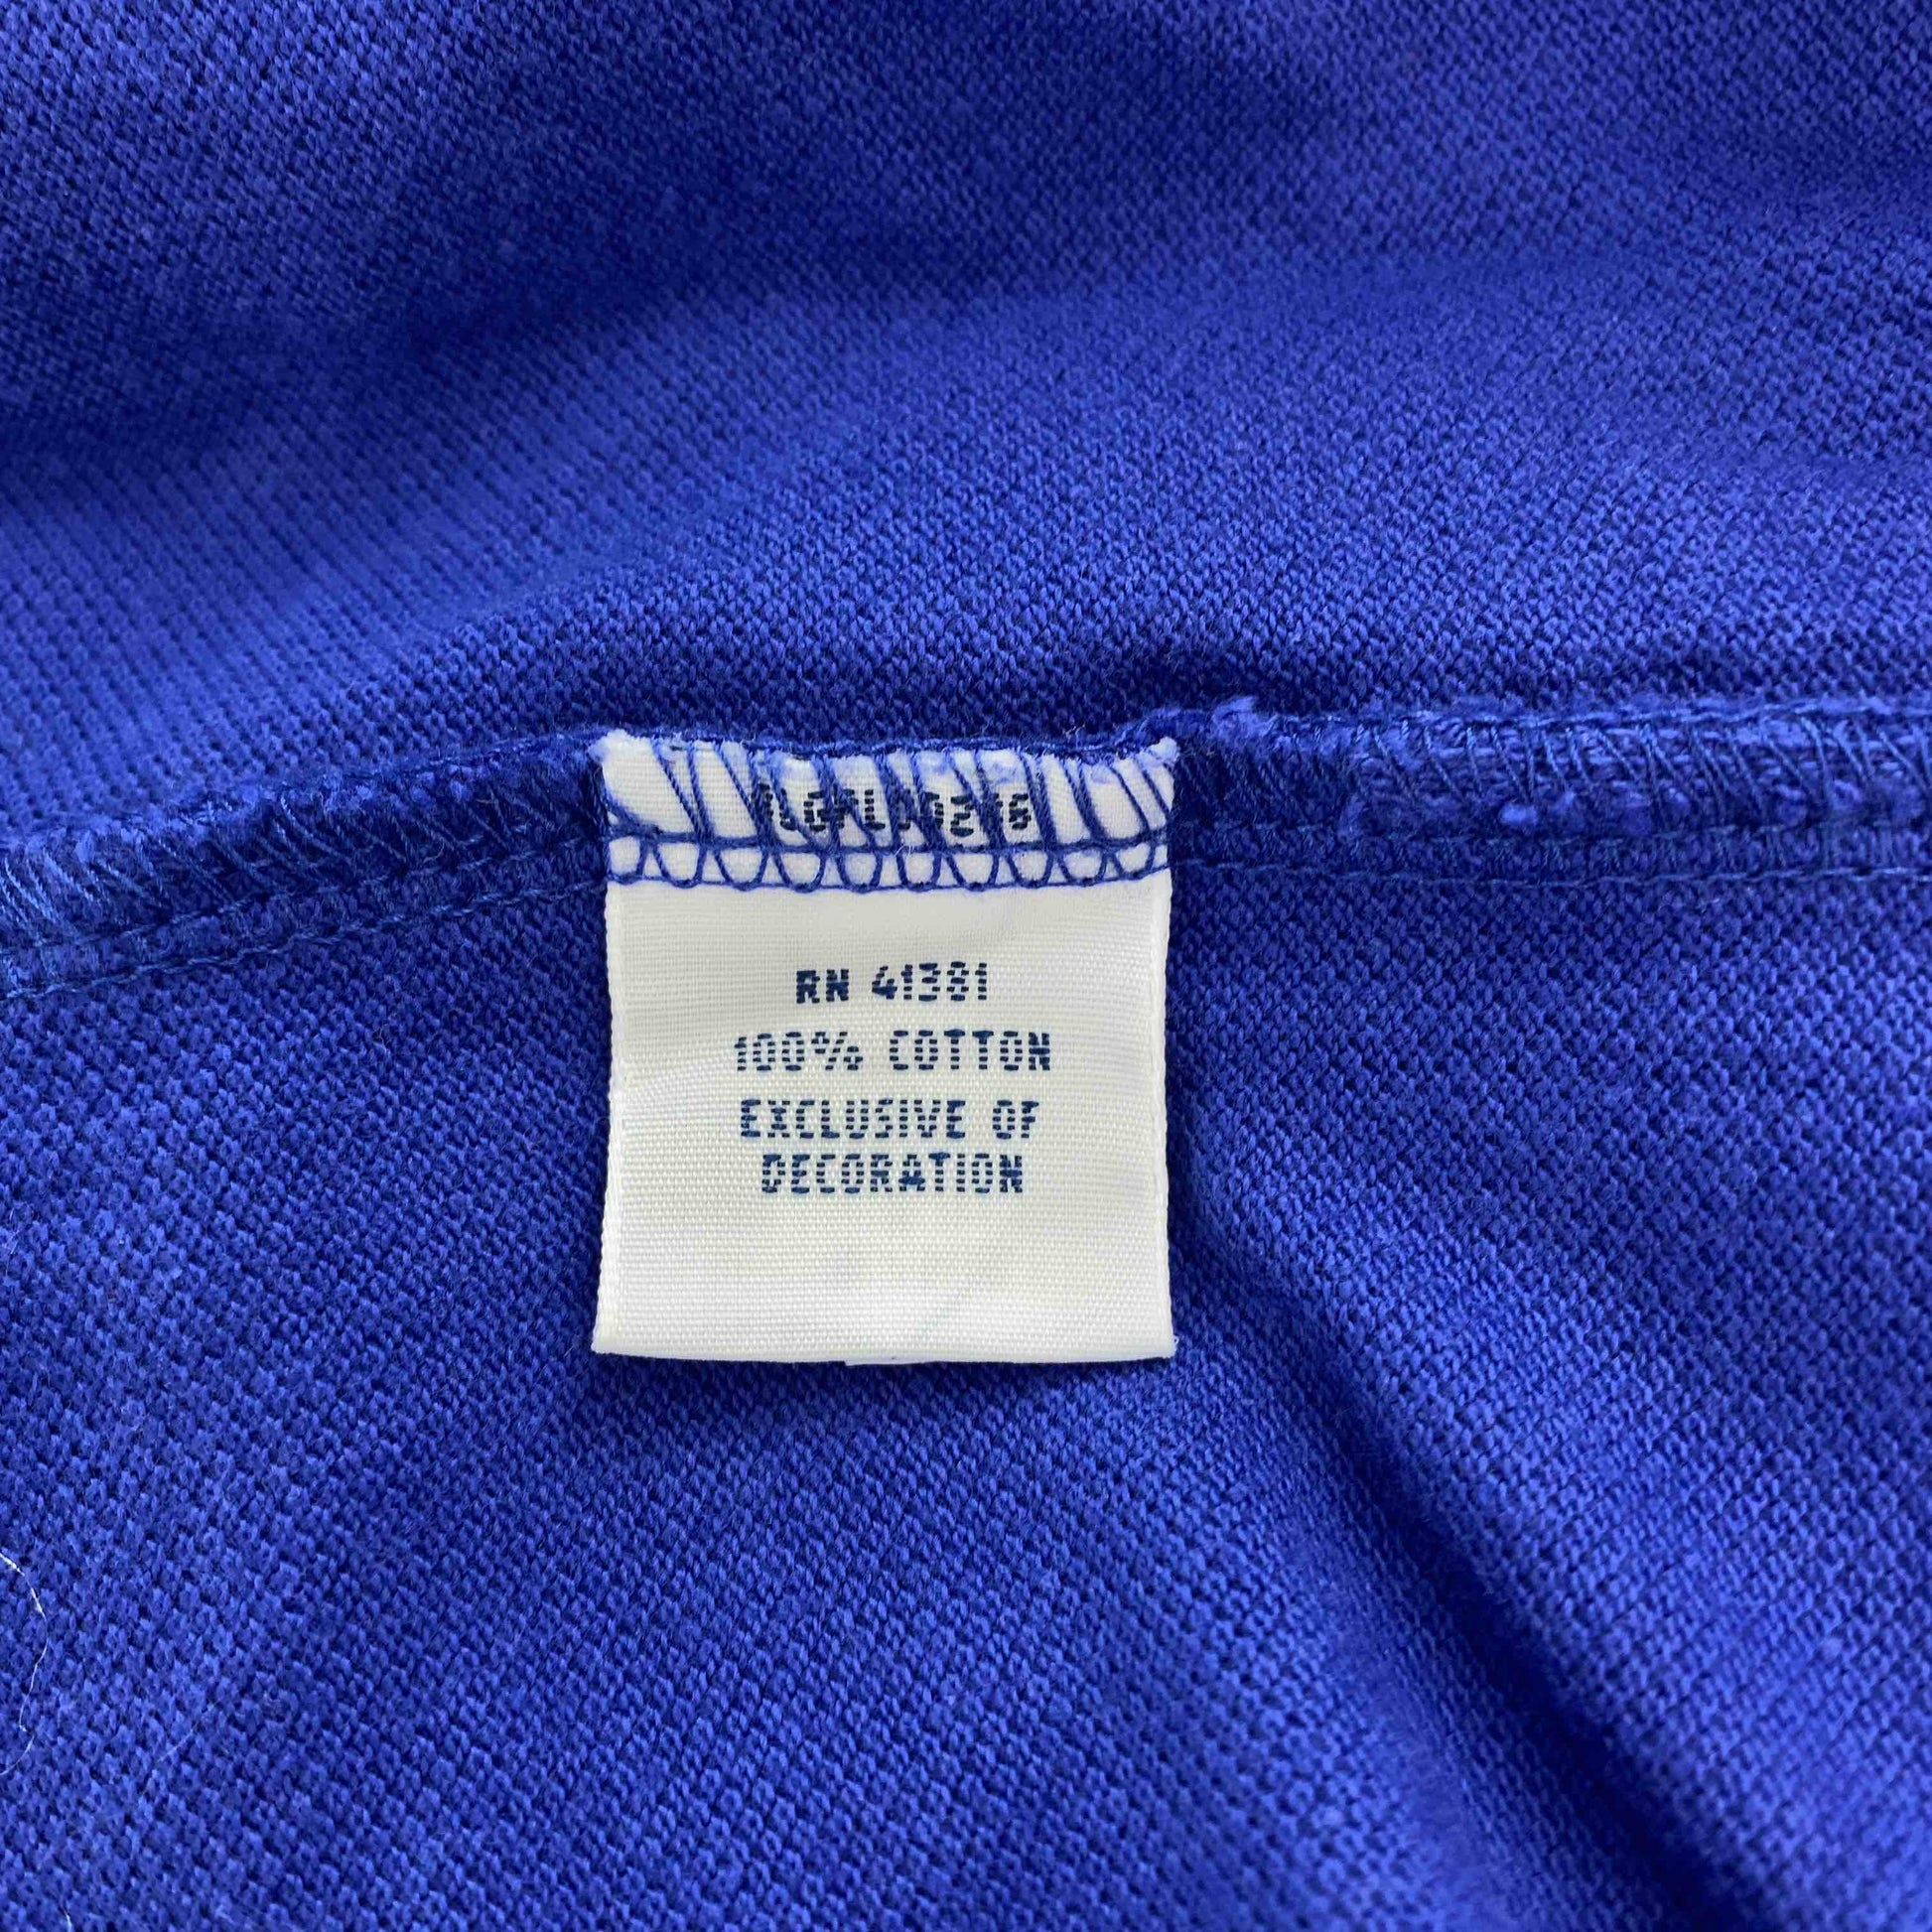 RN 41381
100% COTTON
EXCLUSIVE OF
DECORATION